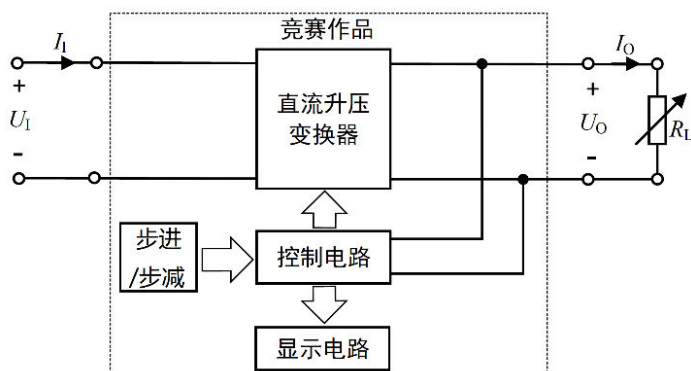 竞赛作品
I_I
+
U_I
-
直流升压
变换器
I_O
+
U_O
-
R_L
步进
/步减
控制电路
显示电路